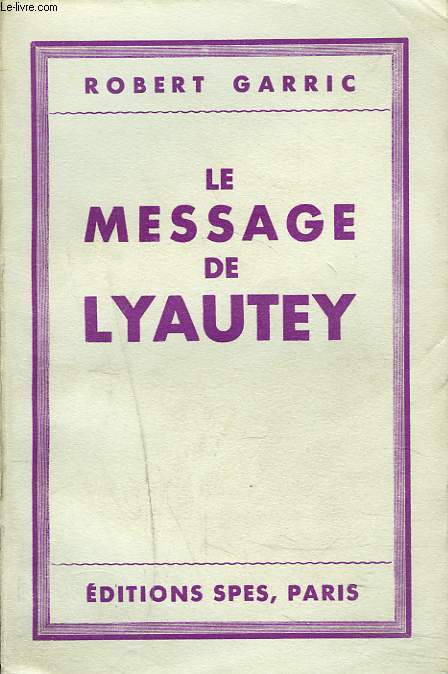 Le-livre.com
ROBERT GARRIC
LE
MESSAGE
DE
LYAUTEY
ÉDITIONS SPES, PARIS